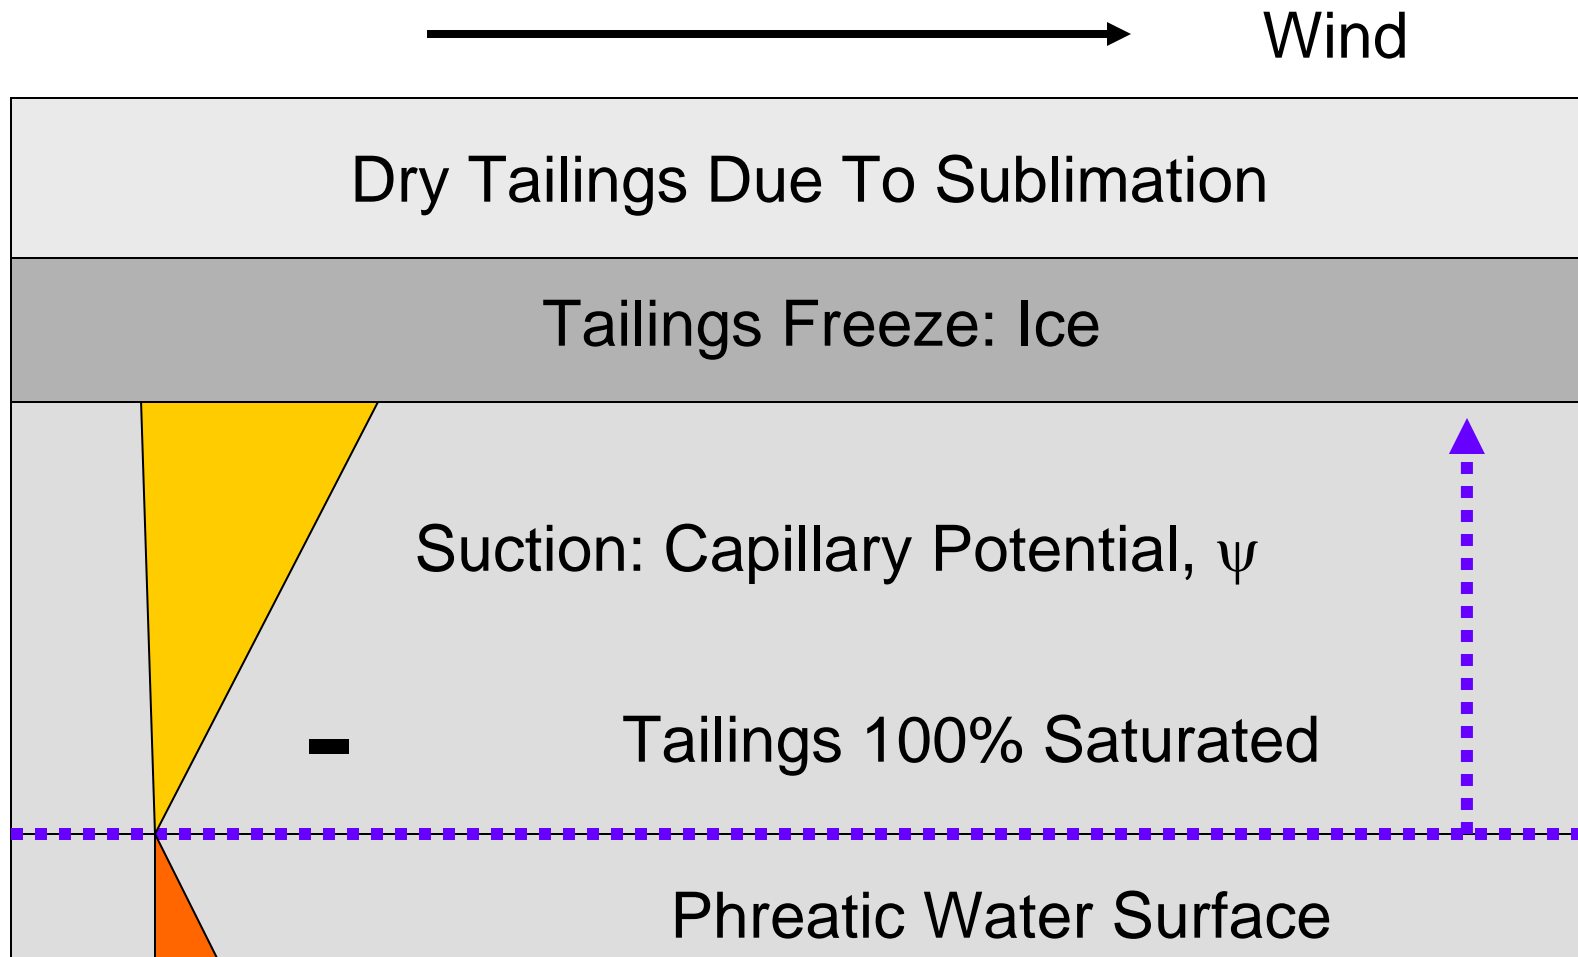 Wind
Dry Tailings Due To Sublimation
Tailings Freeze: Ice
Suction: Capillary Potential, ψ
-
Tailings 100% Saturated
Phreatic Water Surface